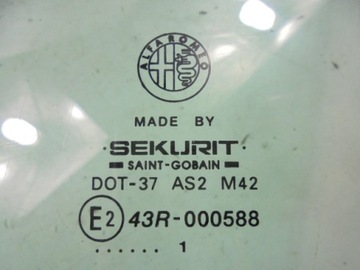 ALFA ROMEO
MADE BY
·SEKURIT·
SAINT-GOBAIN
DOT-37 AS2 M42
E2 43R-000588
...... 1